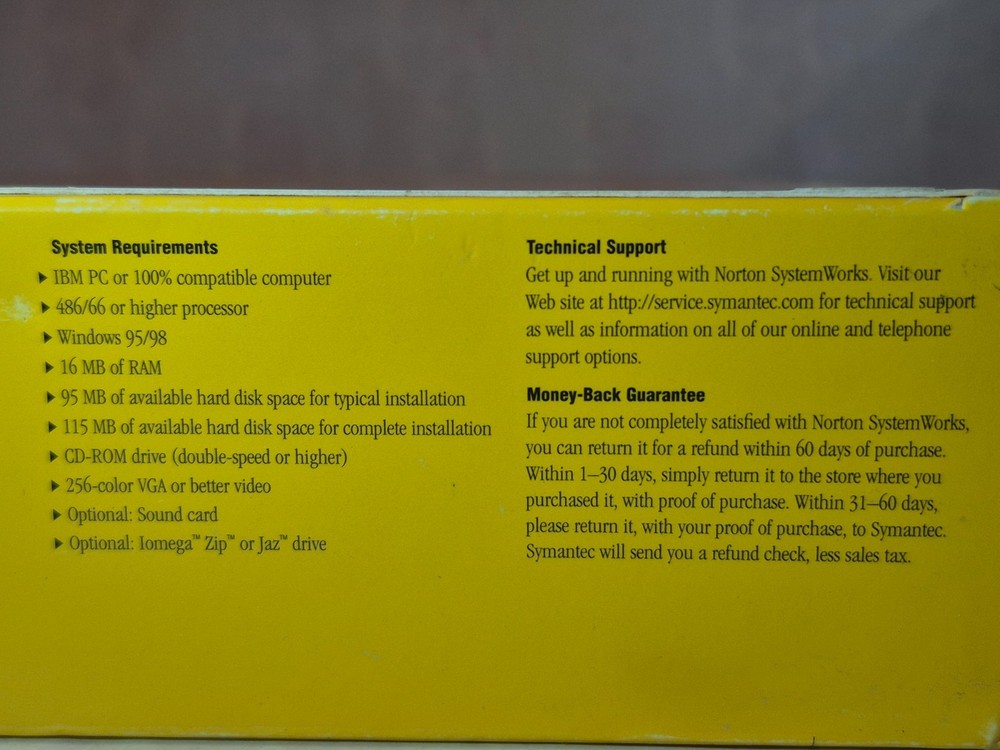 System Requirements
▶ IBM PC or 100% compatible computer
▶ 486/66 or higher processor
▶ Windows 95/98
▶ 16 MB of RAM
▶ 95 MB of available hard disk space for typical installation
▶ 115 MB of available hard disk space for complete installation
▶ CD-ROM drive (double-speed or higher)
▶ 256-color VGA or better video
▶ Optional: Sound card
▶ Optional: Iomega™ Zip™ or Jaz™ drive
Technical Support
Get up and running with Norton SystemWorks. Visit our
Web site at http://service.symantec.com for technical support
as well as information on all of our online and telephone
support options.
Money-Back Guarantee
If you are not completely satisfied with Norton SystemWorks,
you can return it for a refund within 60 days of purchase.
Within 1–30 days, simply return it to the store where you
purchased it, with proof of purchase. Within 31–60 days,
please return it, with your proof of purchase, to Symantec.
Symantec will send you a refund check, less sales tax.